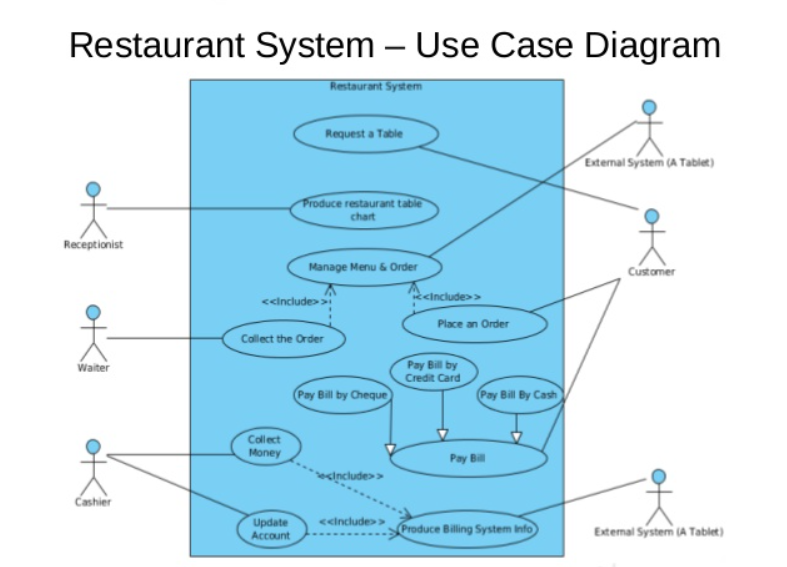 Restaurant System – Use Case Diagram
Restaurant System
Request a Table
External System (A Tablet)
Produce restaurant table
chart
Receptionist
Customer
Manage Menu & Order
<<Include>>
<<Include>>
Place an Order
Collect the Order
Waiter
Pay Bill by
Credit Card
Pay Bill by Cheque
Pay Bill By Cash
Collect
Money
Pay Bill
<<Include>>
Cashier
Update
Account
<<Include>>
Produce Billing System Info
External System (A Tablet)